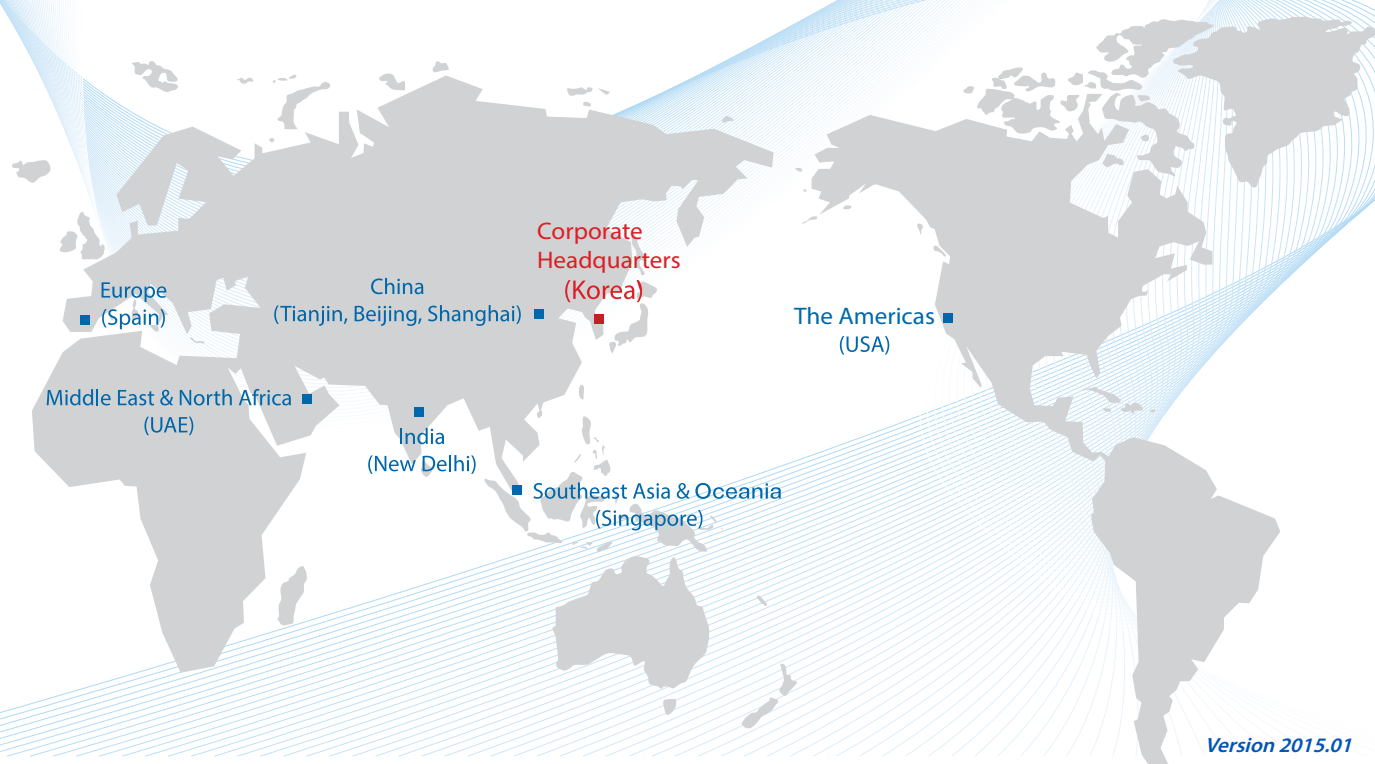 Corporate
Headquarters
(Korea)
Europe
(Spain)
China
(Tianjin, Beijing, Shanghai)
The Americas
(USA)
Middle East & North Africa
(UAE)
India
(New Delhi)
Southeast Asia & Oceania
(Singapore)
Version 2015.01